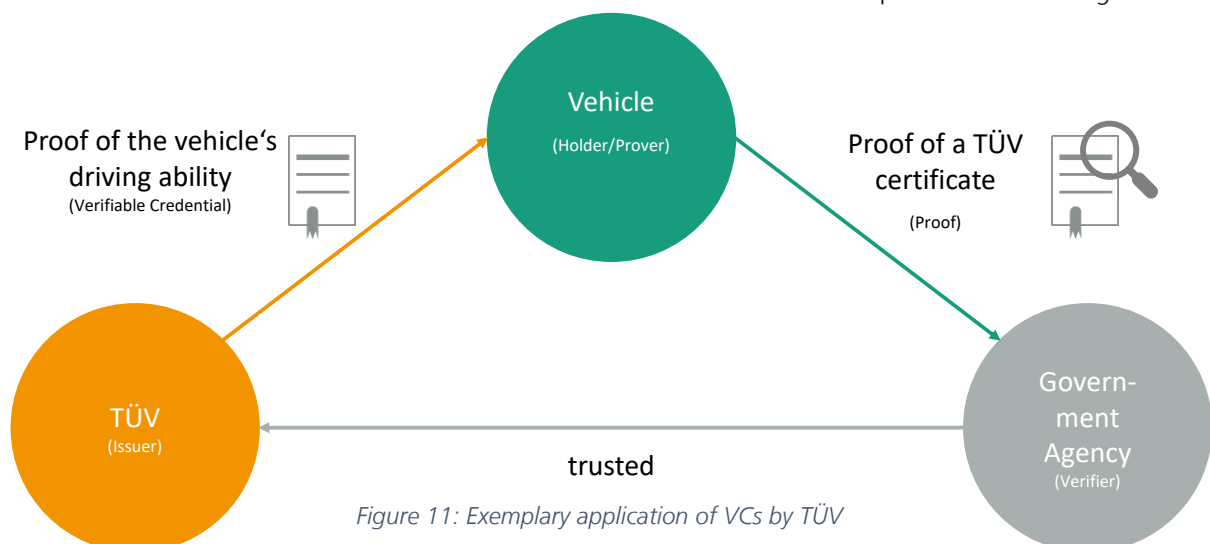 Vehicle
(Holder/Prover)
Proof of the vehicle‘s
driving ability
(Verifiable Credential)
Proof of a TÜV
certificate
(Proof)
TÜV
(Issuer)
Govern-
ment
Agency
(Verifier)
trusted
Figure 11: Exemplary application of VCs by TÜV